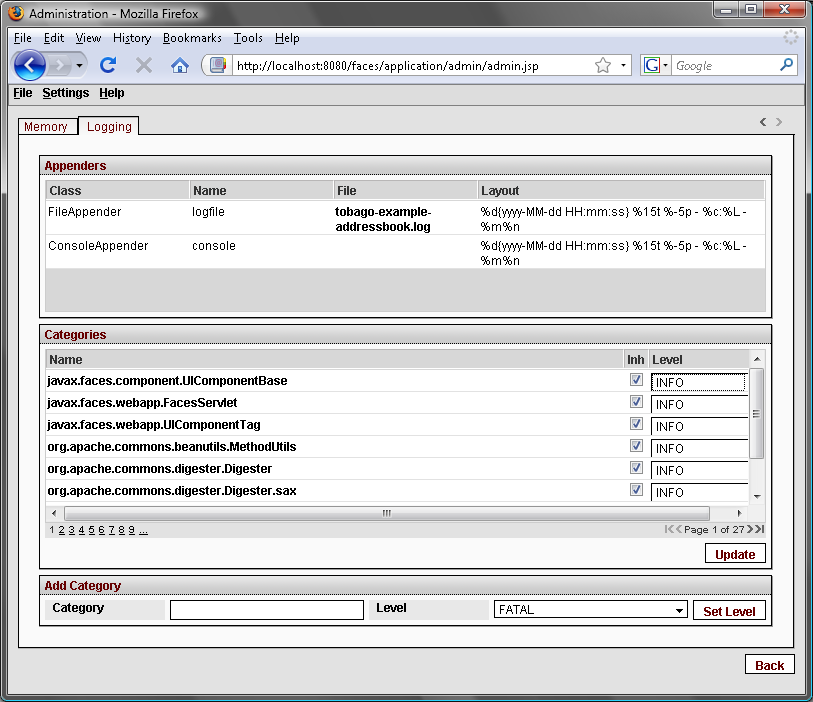 Administration - Mozilla Firefox
File Edit View History Bookmarks Tools Help
http://localhost:8080/faces/application/admin/admin.jsp
G Google
File Settings Help
Memory Logging
Appenders
Class Name File Layout
FileAppender logfile tobago-example-addressbook.log %d{yyyy-MM-dd HH:mm:ss} %15t %-5p - %c:%L - %m%n
ConsoleAppender console %d{yyyy-MM-dd HH:mm:ss} %15t %-5p - %c:%L - %m%n
Categories
Name Inh Level
javax.faces.component.UIComponentBase INFO
javax.faces.webapp.FacesServlet INFO
javax.faces.webapp.UIComponentTag INFO
org.apache.commons.beanutils.MethodUtils INFO
org.apache.commons.digester.Digester INFO
org.apache.commons.digester.Digester.sax INFO
1 2 3 4 5 6 7 8 9 ... Page 1 of 27
Update
Add Category
Category Level FATAL Set Level
Back